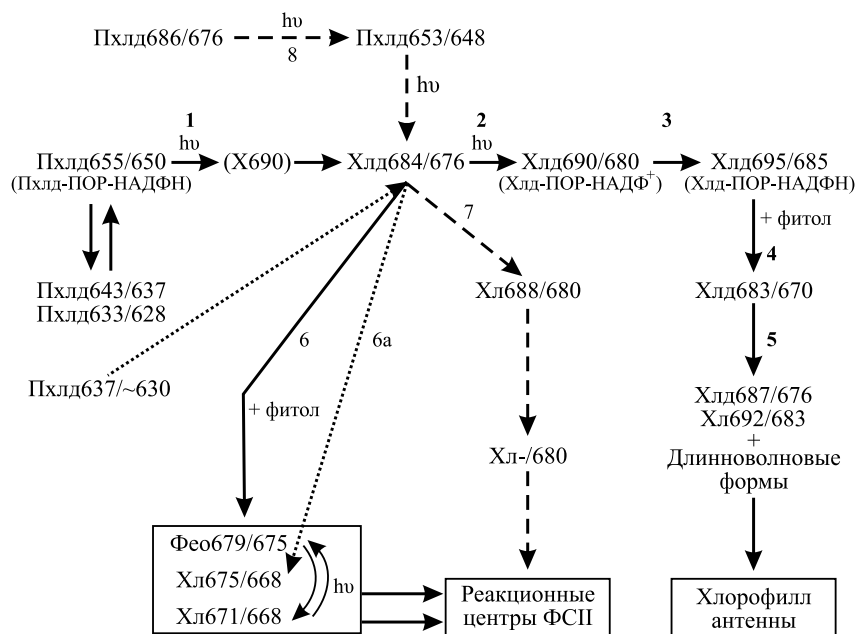 hυ
Пхлд686/676
8
Пхлд653/648
hυ
1
2
3
hυ
hυ
Пхлд655/650
(Х690)
Хлд684/676
Хлд690/680
Хлд695/685
(Пхлд-ПОР-НАДФН)
(Хлд-ПОР-НАДФ+)
(Хлд-ПОР-НАДФН)
+ фитол
7
4
Пхлд643/637
Пхлд633/628
Хл688/680
Хлд683/670
6
6а
5
Пхлд637/~630
+ фитол
Хлд687/676
Хл692/683
+
Длинноволновые
формы
Хл-/680
Фео679/675
Хл675/668
Хл671/668
hυ
Реакционные
центры ФСII
Хлорофилл
антенны